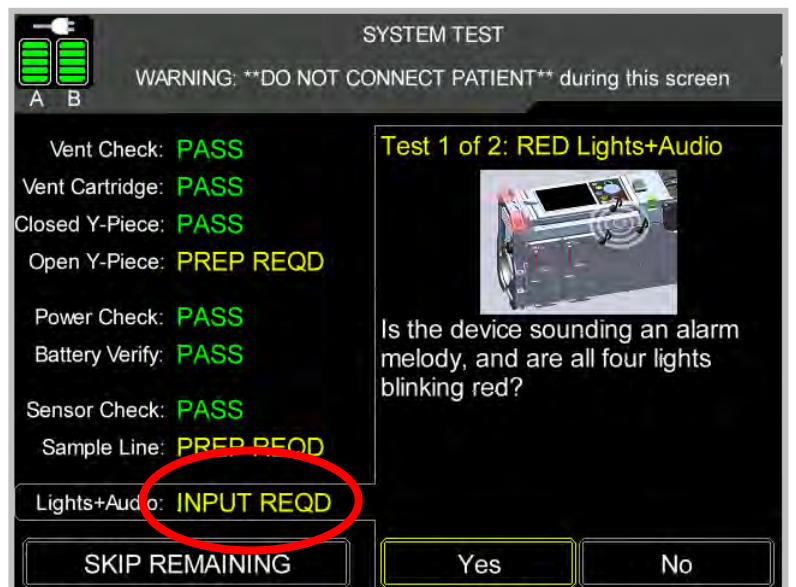 A B
SYSTEM TEST
WARNING: **DO NOT CONNECT PATIENT** during this screen
Vent Check: PASS
Vent Cartridge: PASS
Closed Y-Piece: PASS
Open Y-Piece: PREP REQD
Power Check: PASS
Battery Verify: PASS
Sensor Check: PASS
Sample Line: PREP REQD
Lights+Audio: INPUT REQD
SKIP REMAINING
Test 1 of 2: RED Lights+Audio
Is the device sounding an alarm
melody, and are all four lights
blinking red?
Yes
No